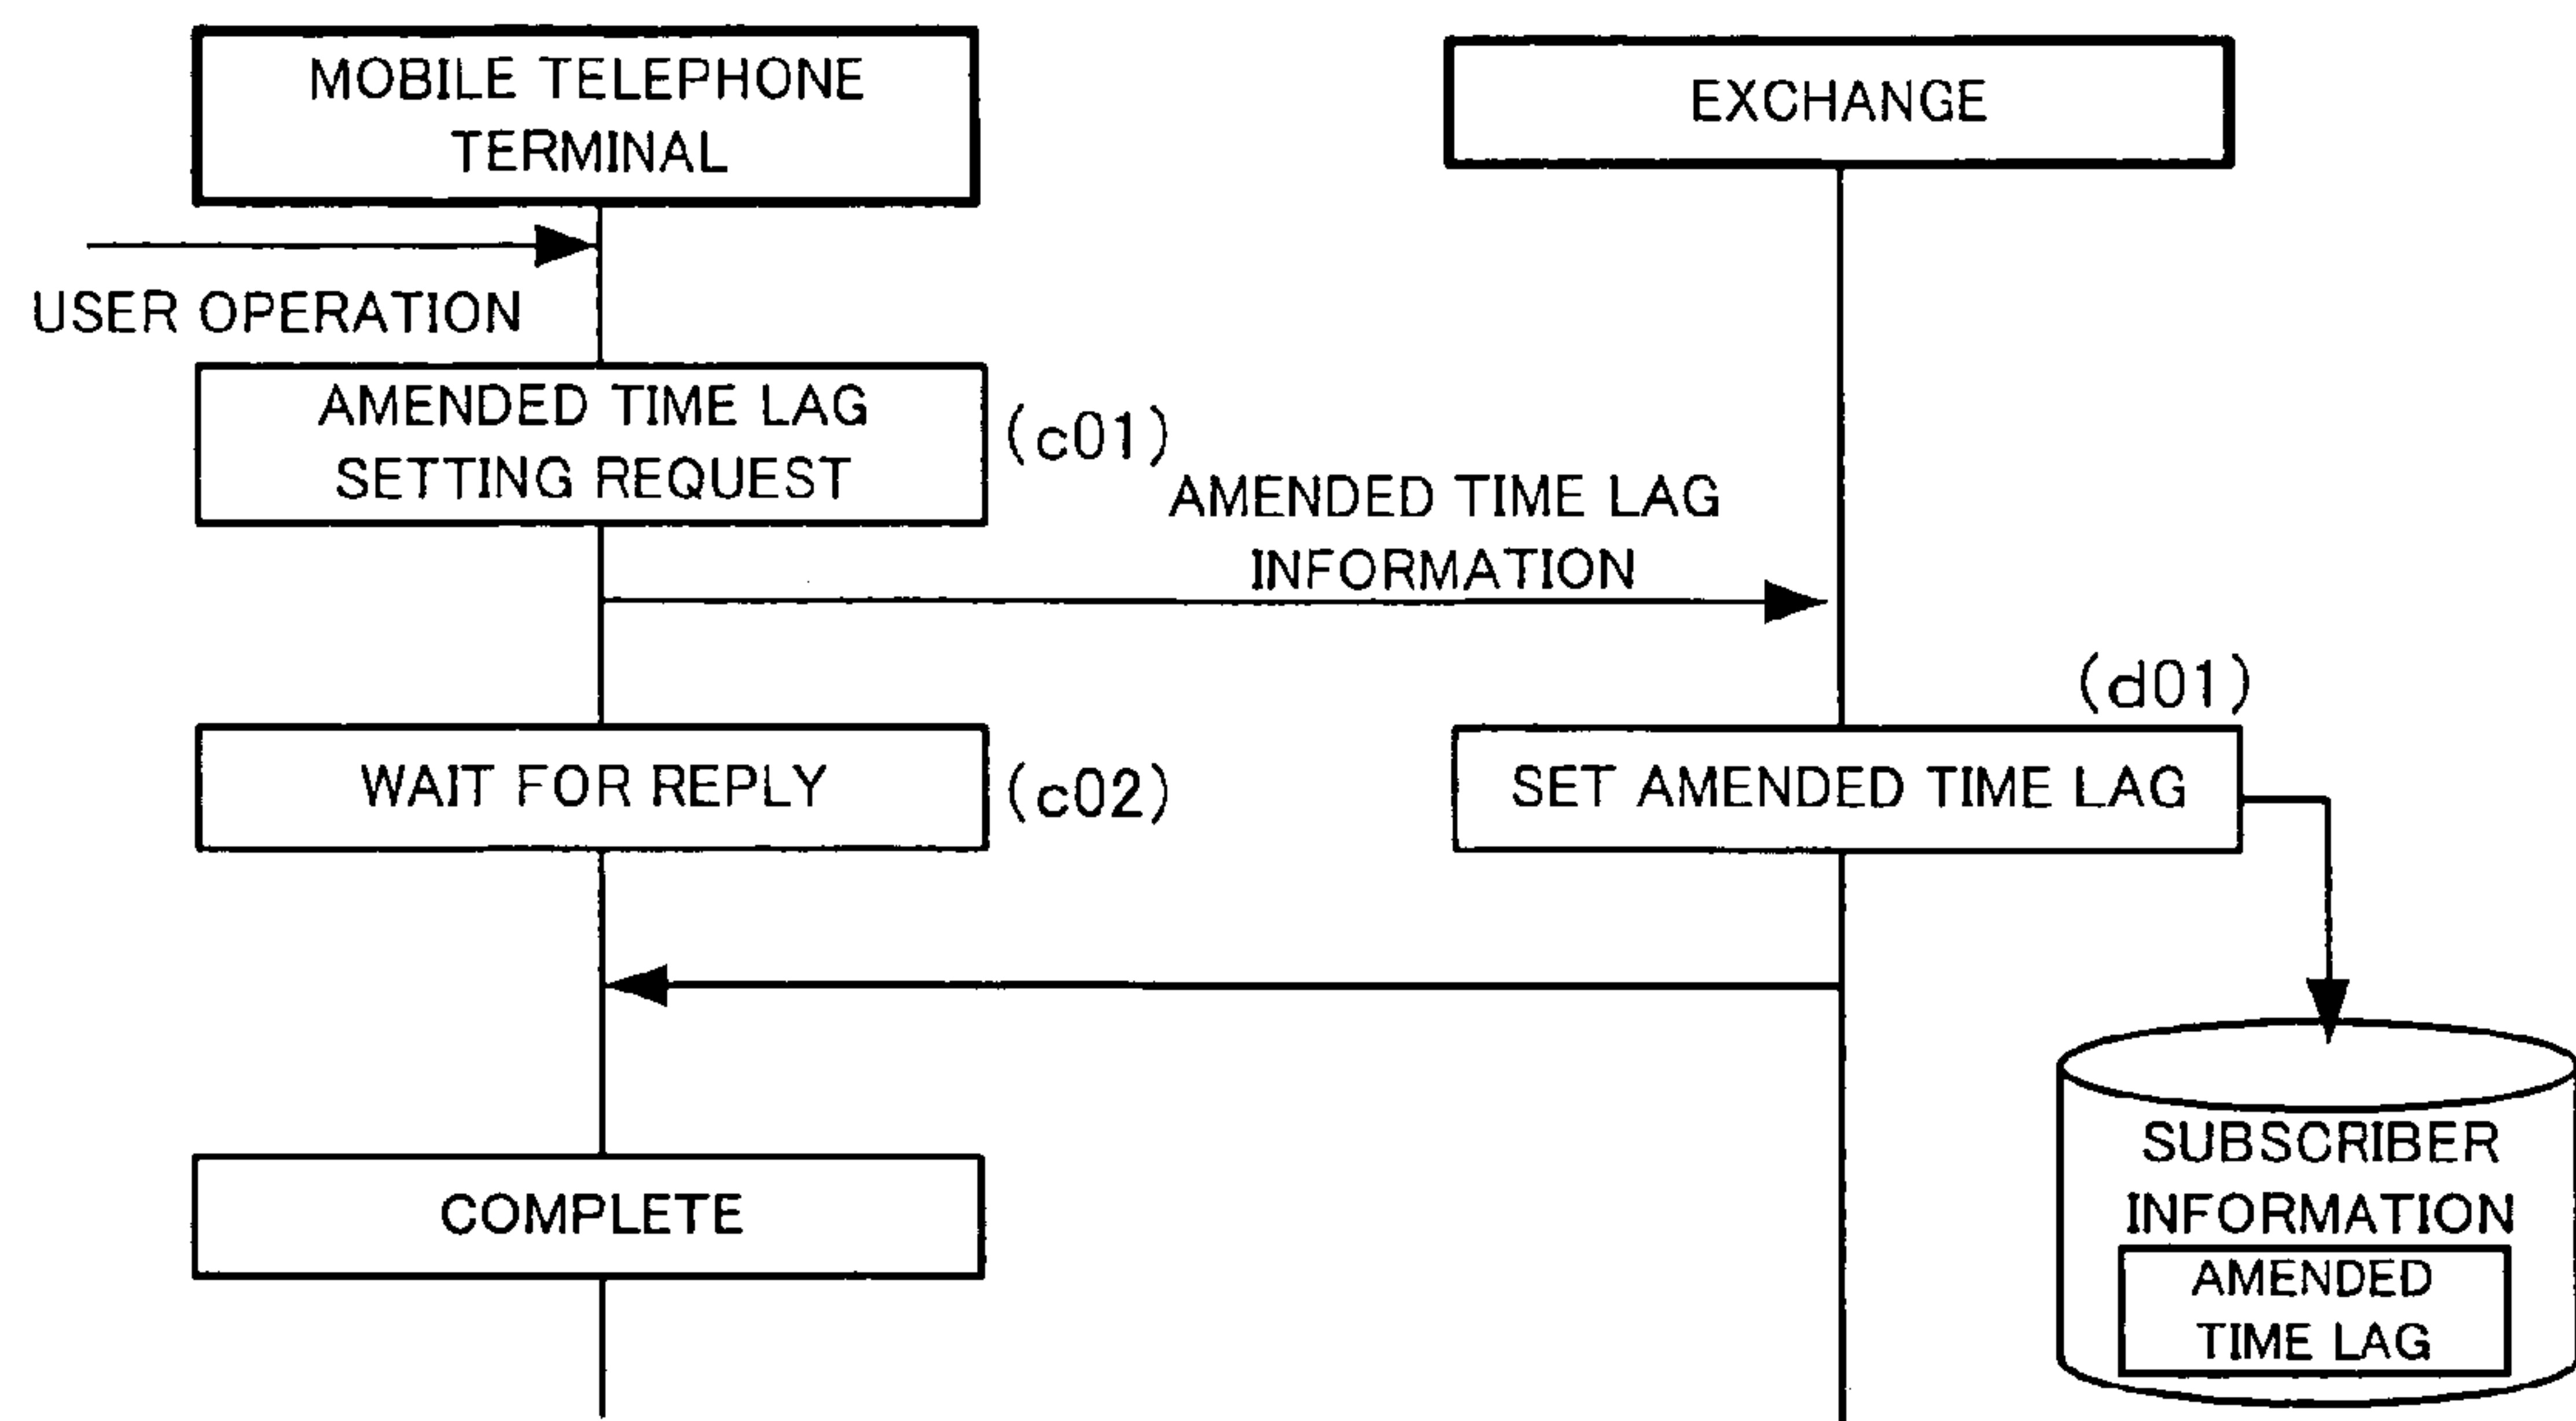 MOBILE TELEPHONE
TERMINAL
EXCHANGE
USER OPERATION
AMENDED TIME LAG
SETTING REQUEST
(c01)
AMENDED TIME LAG
INFORMATION
(d01)
WAIT FOR REPLY
(c02)
SET AMENDED TIME LAG
COMPLETE
SUBSCRIBER
INFORMATION
AMENDED
TIME LAG